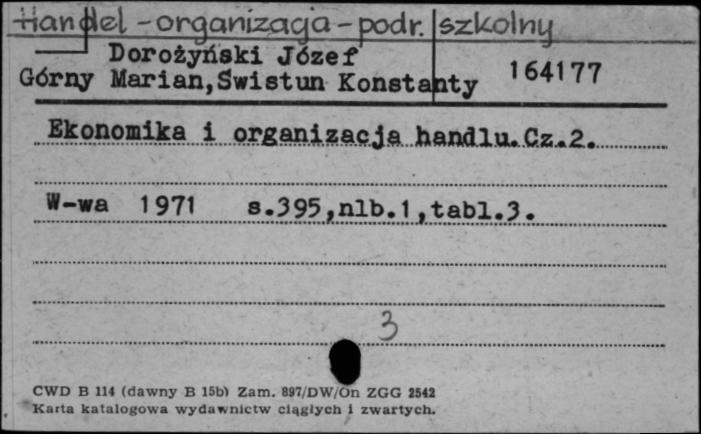 Handel - organizacja - podr. szkolny
Dorożyński Józef
Górny Marian,Świstun Konstanty 164177
Ekonomika i organizacja handlu.Cz.2.
W-wa 1971 s.395,nlb.1,tabl.3.
3
CWD B 114 (dawny B 15b) Zam. 897/DW/On ZGG 2542
Karta katalogowa wydawnictw ciągłych i zwartych.